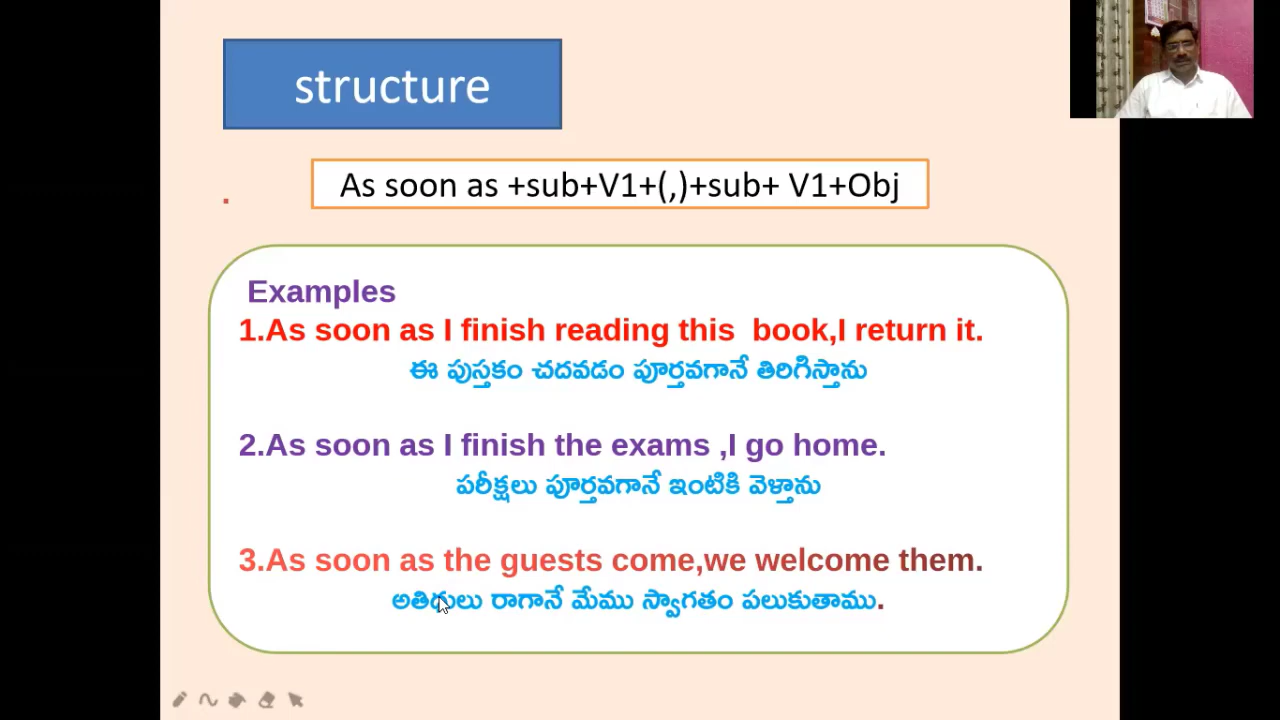 structure
As soon as +sub+V1+(,)+sub+ V1+Obj
Examples
1.As soon as I finish reading this book,I return it.
ఈ పుస్తకం చదవడం పూర్తవగానే తిరిగిస్తాను
2.As soon as I finish the exams ,I go home.
పరీక్షలు పూర్తవగానే ఇంటికి వెళ్తాను
3.As soon as the guests come,we welcome them.
అతిథులు రాగానే మేము స్వాగతం పలుకుతాము.